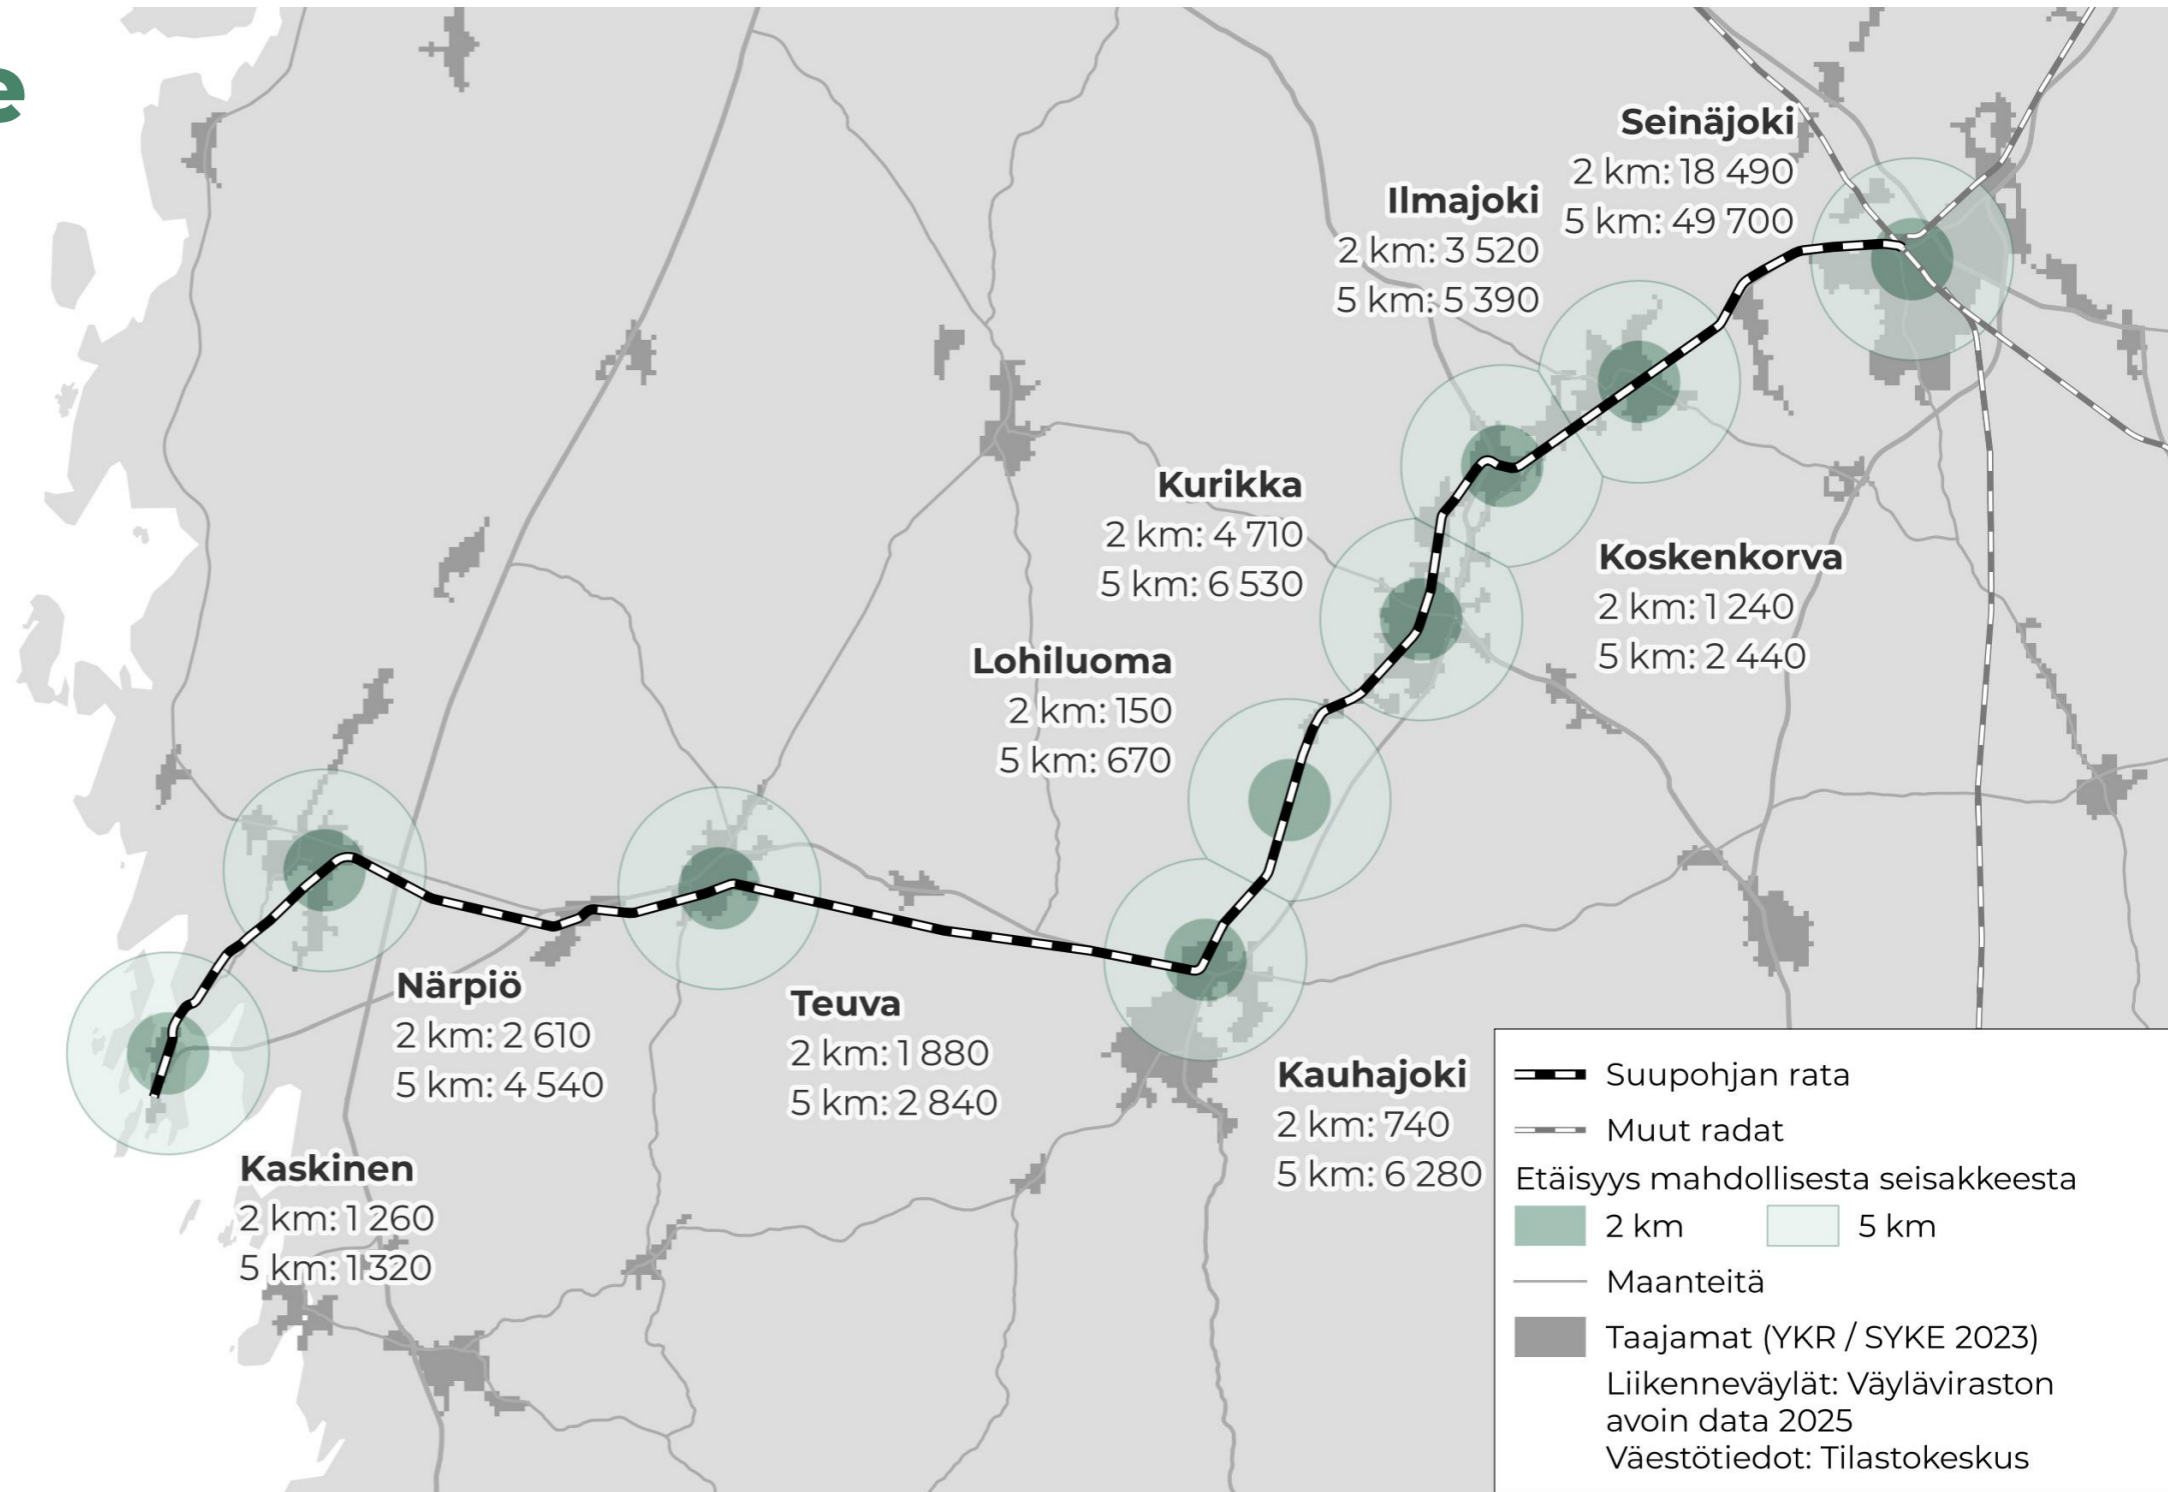 e
Seinäjoki
2 km: 18 490
5 km: 49 700
Ilmajoki
2 km: 3 520
5 km: 5 390
Kurikka
2 km: 4 710
5 km: 6 530
Koskenkorva
2 km: 1 240
5 km: 2 440
Lohiluoma
2 km: 150
5 km: 670
Närpiö
2 km: 2 610
5 km: 4 540
Teuva
2 km: 1 880
5 km: 2 840
Kauhajoki
2 km: 740
5 km: 6 280
Kaskinen
2 km: 1 260
5 km: 1 320
Suupohjan rata
Muut radat
Etäisyys mahdollisesta seisakkeesta
2 km 5 km
Maanteitä
Taajamat (YKR / SYKE 2023)
Liikenneväylät: Väyläviraston
avoin data 2025
Väestötiedot: Tilastokeskus